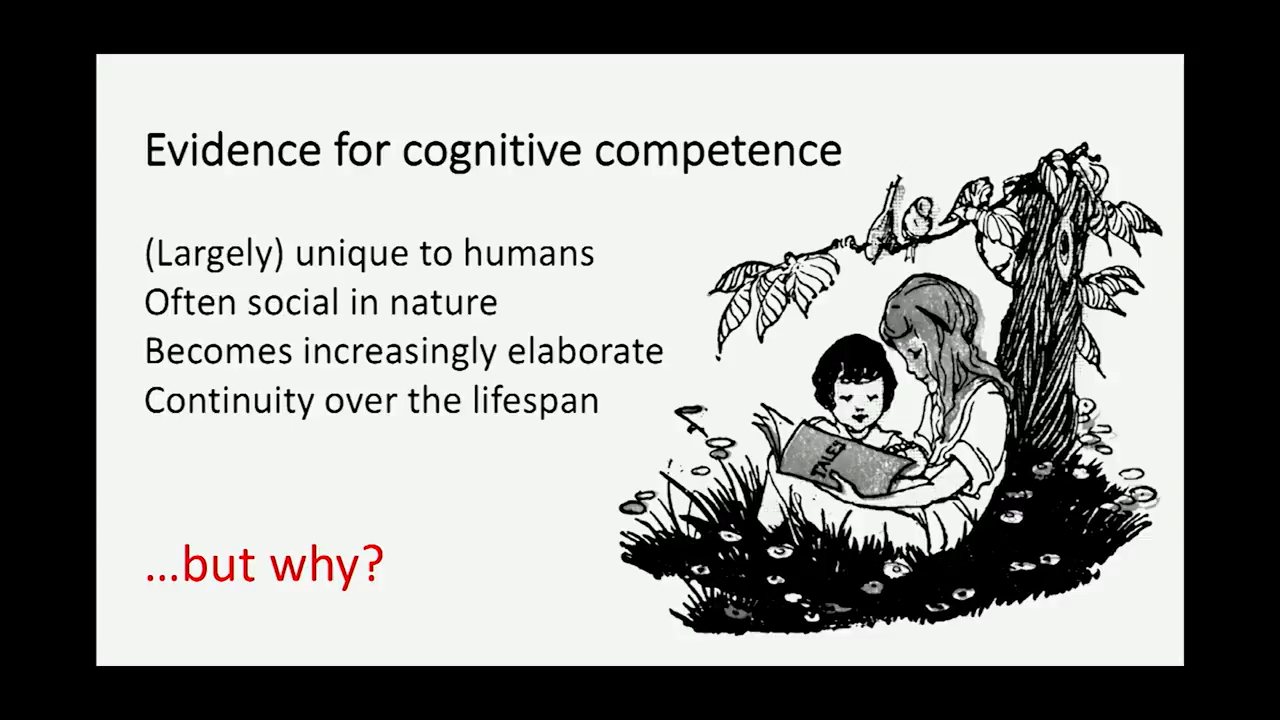 Evidence for cognitive competence
(Largely) unique to humans
Often social in nature
Becomes increasingly elaborate
Continuity over the lifespan
...but why?
TALES